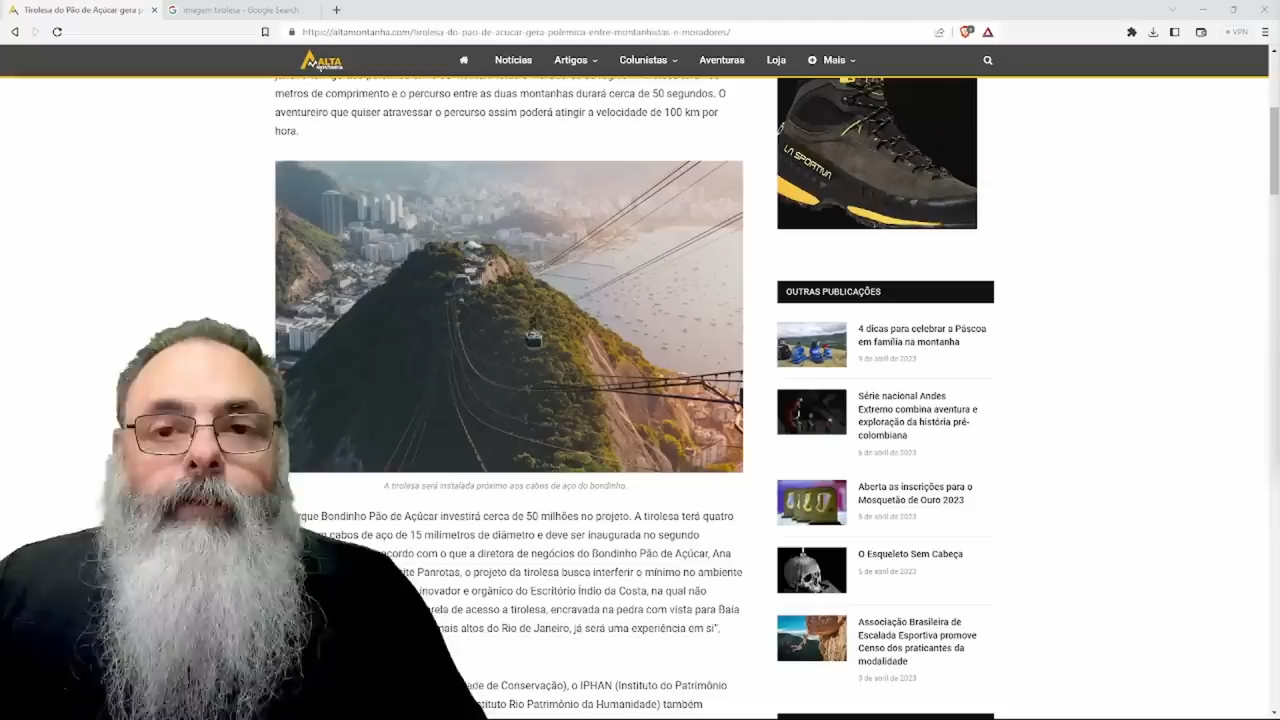 Tirolesa do Pão de Açúcar gera p
imagem tirolesa - Google Search
https://altamontanha.com/tirolesa-do-pao-de-acucar-gera-polemica-entre-montanhistas-e-moradores/
VPN
ALTA
MONTANHA
Notícias
Artigos
Colunistas
Aventuras
Loja
Mais
metros de comprimento e o percurso entre as duas montanhas durará cerca de 50 segundos. O
aventureiro que quiser atravessar o percurso assim poderá atingir a velocidade de 100 km por
hora.
LA SPORTIVA
A tirolesa será instalada próximo aos cabos de aço do bondinho.
rque Bondinho Pão de Açúcar investirá cerca de 50 milhões no projeto. A tirolesa terá quatro
cabos de aço de 15 milímetros de diâmetro e deve ser inaugurada no segundo
cordo com o que a diretora de negócios do Bondinho Pão de Açúcar, Ana
ite Panrotas, o projeto da tirolesa busca interferir o mínimo no ambiente
inovador e orgânico do Escritório Índio da Costa, na qual não
rela de acesso a tirolesa, encravada na pedra com vista para Baía
ais altos do Rio de Janeiro, já será uma experiência em si”.
ade de Conservação), o IPHAN (Instituto do Patrimônio
stituto Rio Patrimônio da Humanidade) também
OUTRAS PUBLICAÇÕES
4 dicas para celebrar a Páscoa
em família na montanha
9 de abril de 2023
Série nacional Andes
Extremo combina aventura e
exploração da história pré-
colombiana
6 de abril de 2023
Aberta as inscrições para o
Mosquetão de Ouro 2023
5 de abril de 2023
O Esqueleto Sem Cabeça
5 de abril de 2023
Associação Brasileira de
Escalada Esportiva promove
Censo dos praticantes da
modalidade
3 de abril de 2023